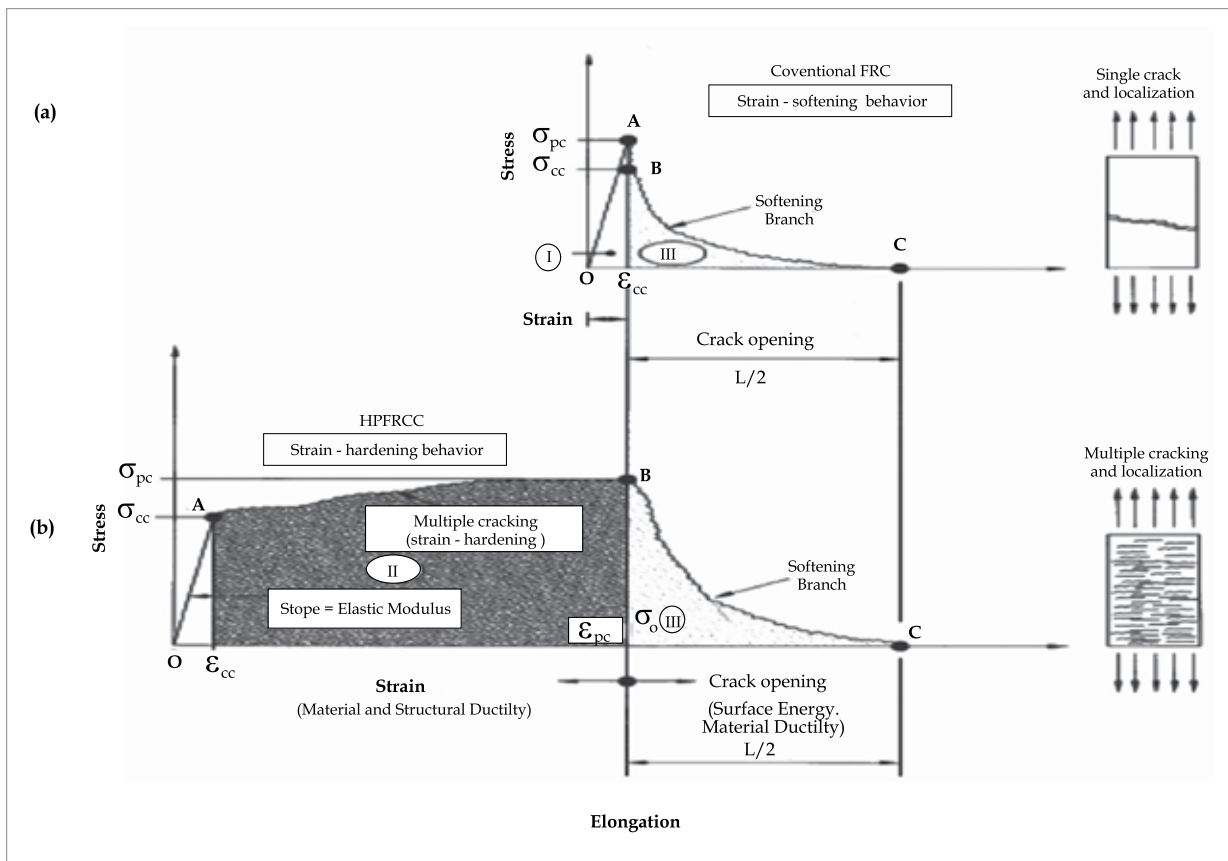 (a)
Coventional FRC
Strain - softening behavior
Single crack
and localization
Stress
σpc
σcc
A
B
Softening
Branch
C
I
III
O
εcc
Strain
Crack opening
L/2
HPFRCC
Strain - hardening behavior
Multiple cracking
and localization
(b)
Stress
σpc
σcc
A
B
Multiple cracking
(strain - hardening )
II
Stope = Elastic Modulus
Softening
Branch
εpc
σo
III
C
O
εcc
Strain
(Material and Structural Ductilty)
Crack opening
(Surface Energy.
Material Ductilty)
L/2
Elongation